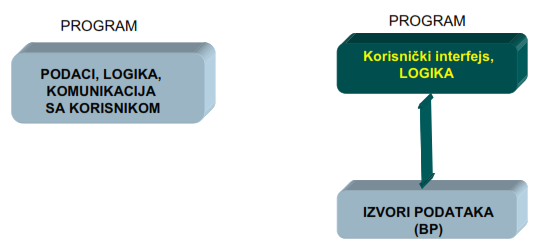 PROGRAM
PODACI, LOGIKA,
KOMUNIKACIJA
SA KORISNIKOM
PROGRAM
Korisnički interfejs,
LOGIKA
IZVORI PODATAKA
(BP)